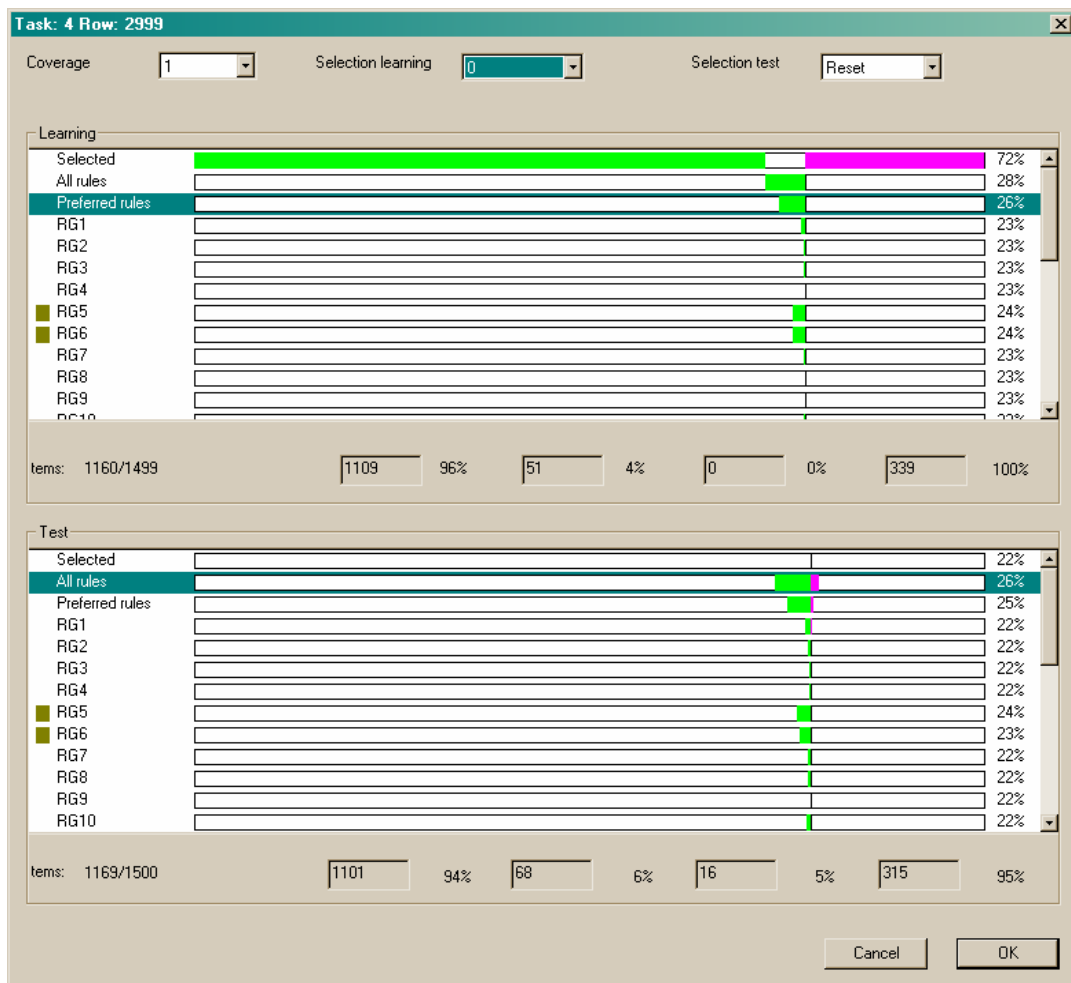 Task: 4 Row: 2999
Coverage 1 Selection learning 0 Selection test Reset
Learning
Selected 72%
All rules 28%
Preferred rules 26%
RG1 23%
RG2 23%
RG3 23%
RG4 23%
RG5 24%
RG6 24%
RG7 23%
RG8 23%
RG9 23%
tems: 1160/1499 1109 96% 51 4% 0 0% 339 100%
Test
Selected 22%
All rules 26%
Preferred rules 25%
RG1 22%
RG2 22%
RG3 22%
RG4 22%
RG5 24%
RG6 23%
RG7 22%
RG8 22%
RG9 22%
RG10 22%
tems: 1169/1500 1101 94% 68 6% 16 5% 315 95%
Cancel OK